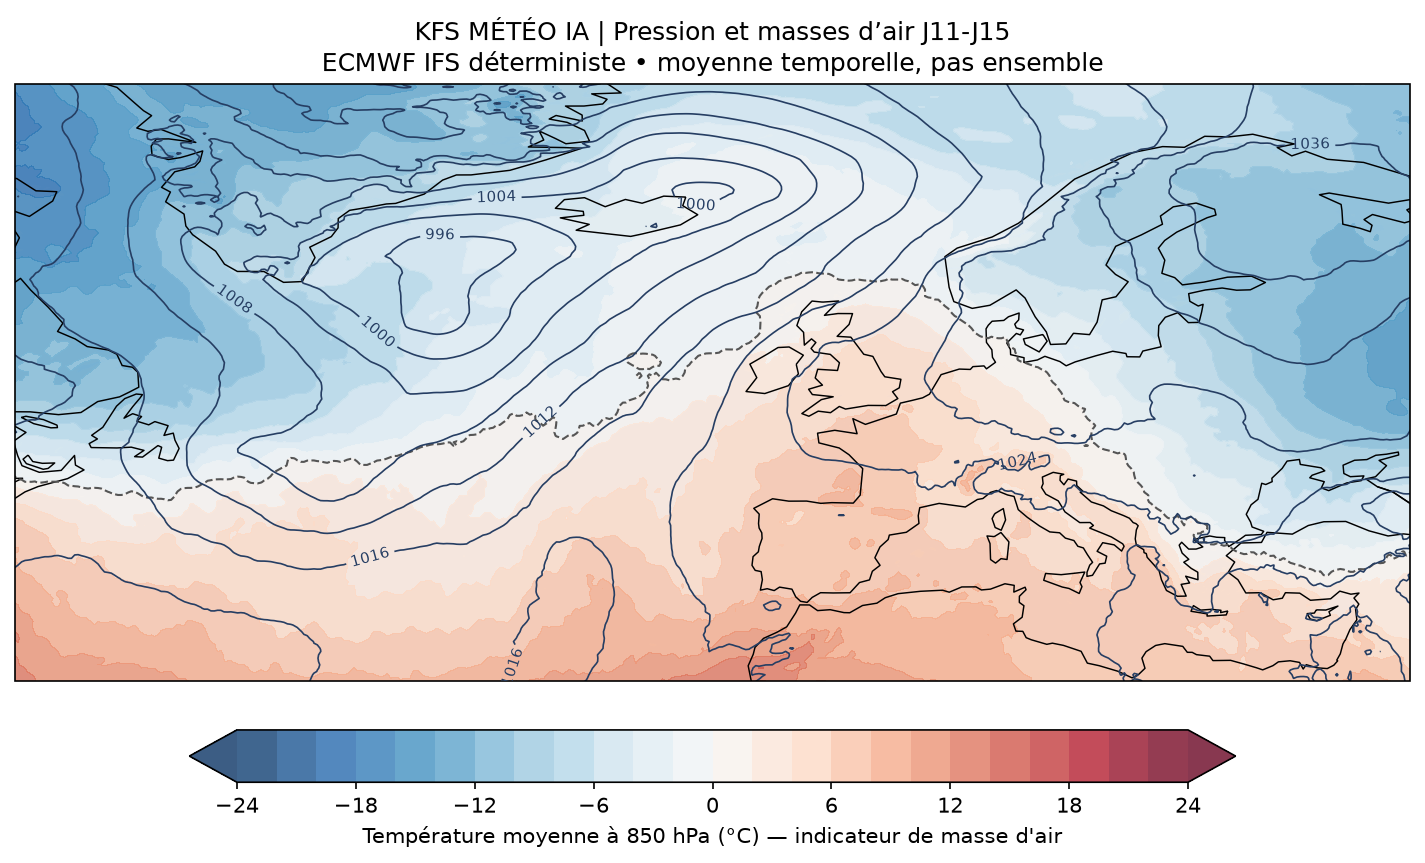 KFS MÉTÉO IA | Pression et masses d’air J11-J15
ECMWF IFS déterministe • moyenne temporelle, pas ensemble
1036
1004
1000
996
1008
1000
1012
1024
1016
1016
−24 −18 −12 −6 0 6 12 18 24
Température moyenne à 850 hPa (°C) — indicateur de masse d'air